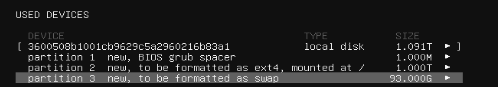 USED DEVICES
DEVICE TYPE SIZE
[ 3600508b1001cb9629c5a2960216b83a1 local disk 1.091T ► ]
partition 1 new, BIOS grub spacer 1.000M ►
partition 2 new, to be formatted as ext4, mounted at / 1.000T ►
partition 3 new, to be formatted as swap 93.000G ►